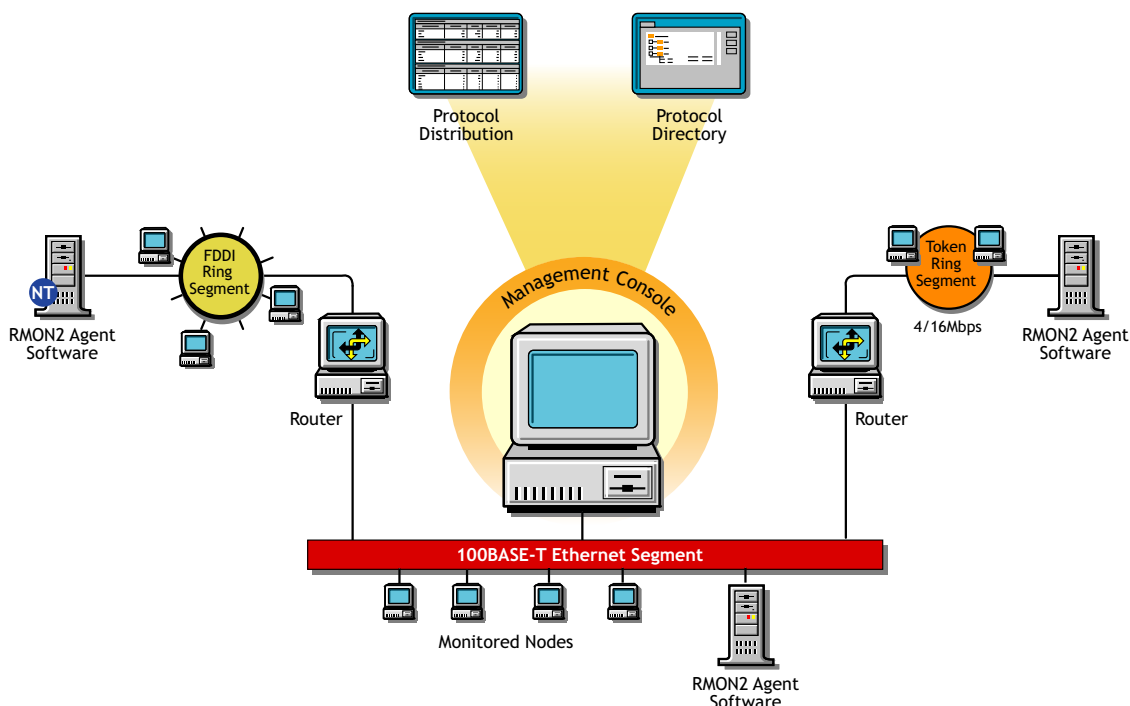 Protocol
Distribution
Protocol
Directory
FDDI
Ring
Segment
NT
RMON2 Agent
Software
Router
Management Console
Token
Ring
Segment
4/16Mbps
RMON2 Agent
Software
Router
100BASE-T Ethernet Segment
Monitored Nodes
RMON2 Agent
Software